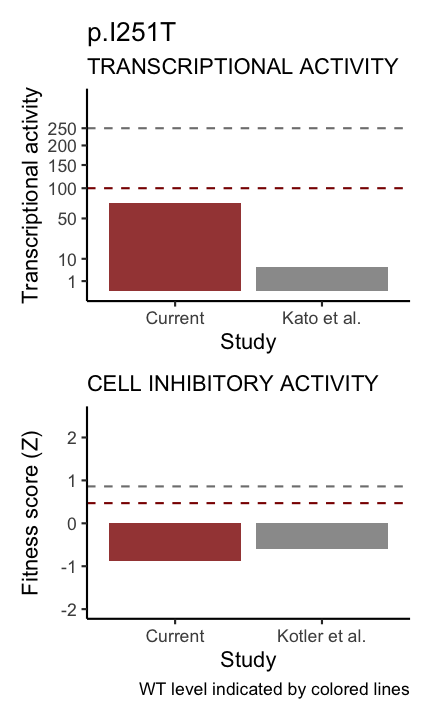 p.I251T
TRANSCRIPTIONAL ACTIVITY
Transcriptional activity
250
200
150
100
50
10
1
Current
Kato et al.
Study
CELL INHIBITORY ACTIVITY
Fitness score (Z)
2
1
0
-1
-2
Current
Kotler et al.
Study
WT level indicated by colored lines